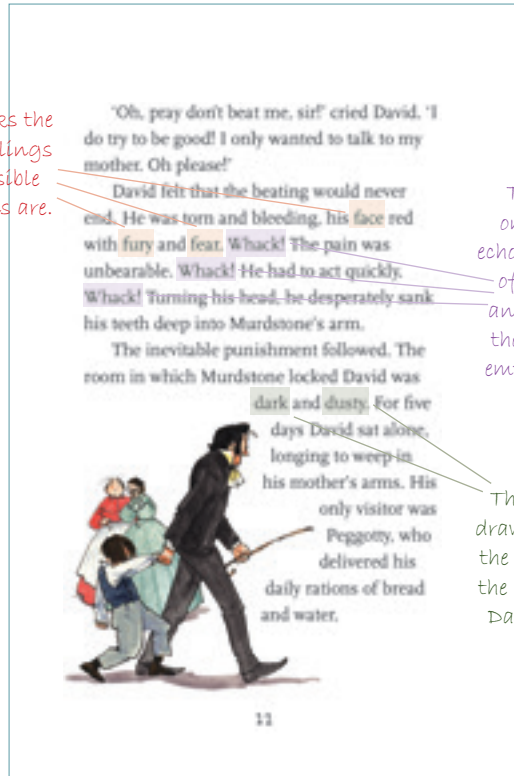 'Oh, pray don't beat me, sir!' cried David. 'I
do try to be good! I only wanted to talk to my
mother. Oh please!'
David felt that the beating would never
end. He was torn and bleeding, his face red
with fury and fear. Whack! The pain was
unbearable. Whack! He had to act quickly.
Whack! Turning his head, he desperately sank
his teeth deep into Murdstone's arm.
The inevitable punishment followed. The
room in which Murdstone locked David was
dark and dusty. For five
days David sat alone,
longing to weep in
his mother's arms. His
only visitor was
Peggotty, who
delivered his
daily rations of bread
and water.
11
ks the
lings
sible
s are.
T
on
echo
of
an
the
em
Th
draw
the
the
Da